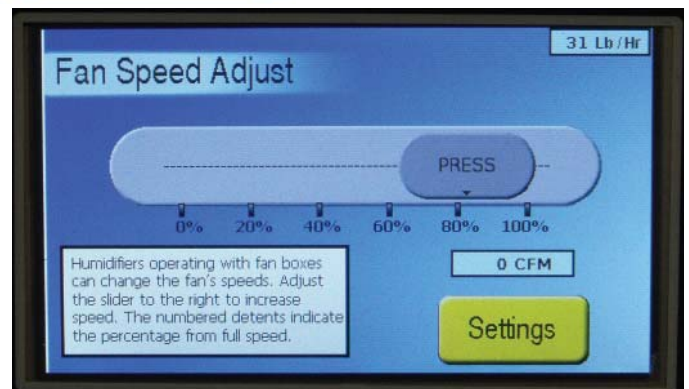 31 Lb/Hr
Fan Speed Adjust
PRESS
0% 20% 40% 60% 80% 100%
Humidifiers operating with fan boxes
can change the fan's speeds. Adjust
the slider to the right to increase
speed. The numbered detents indicate
the percentage from full speed.
0 CFM
Settings